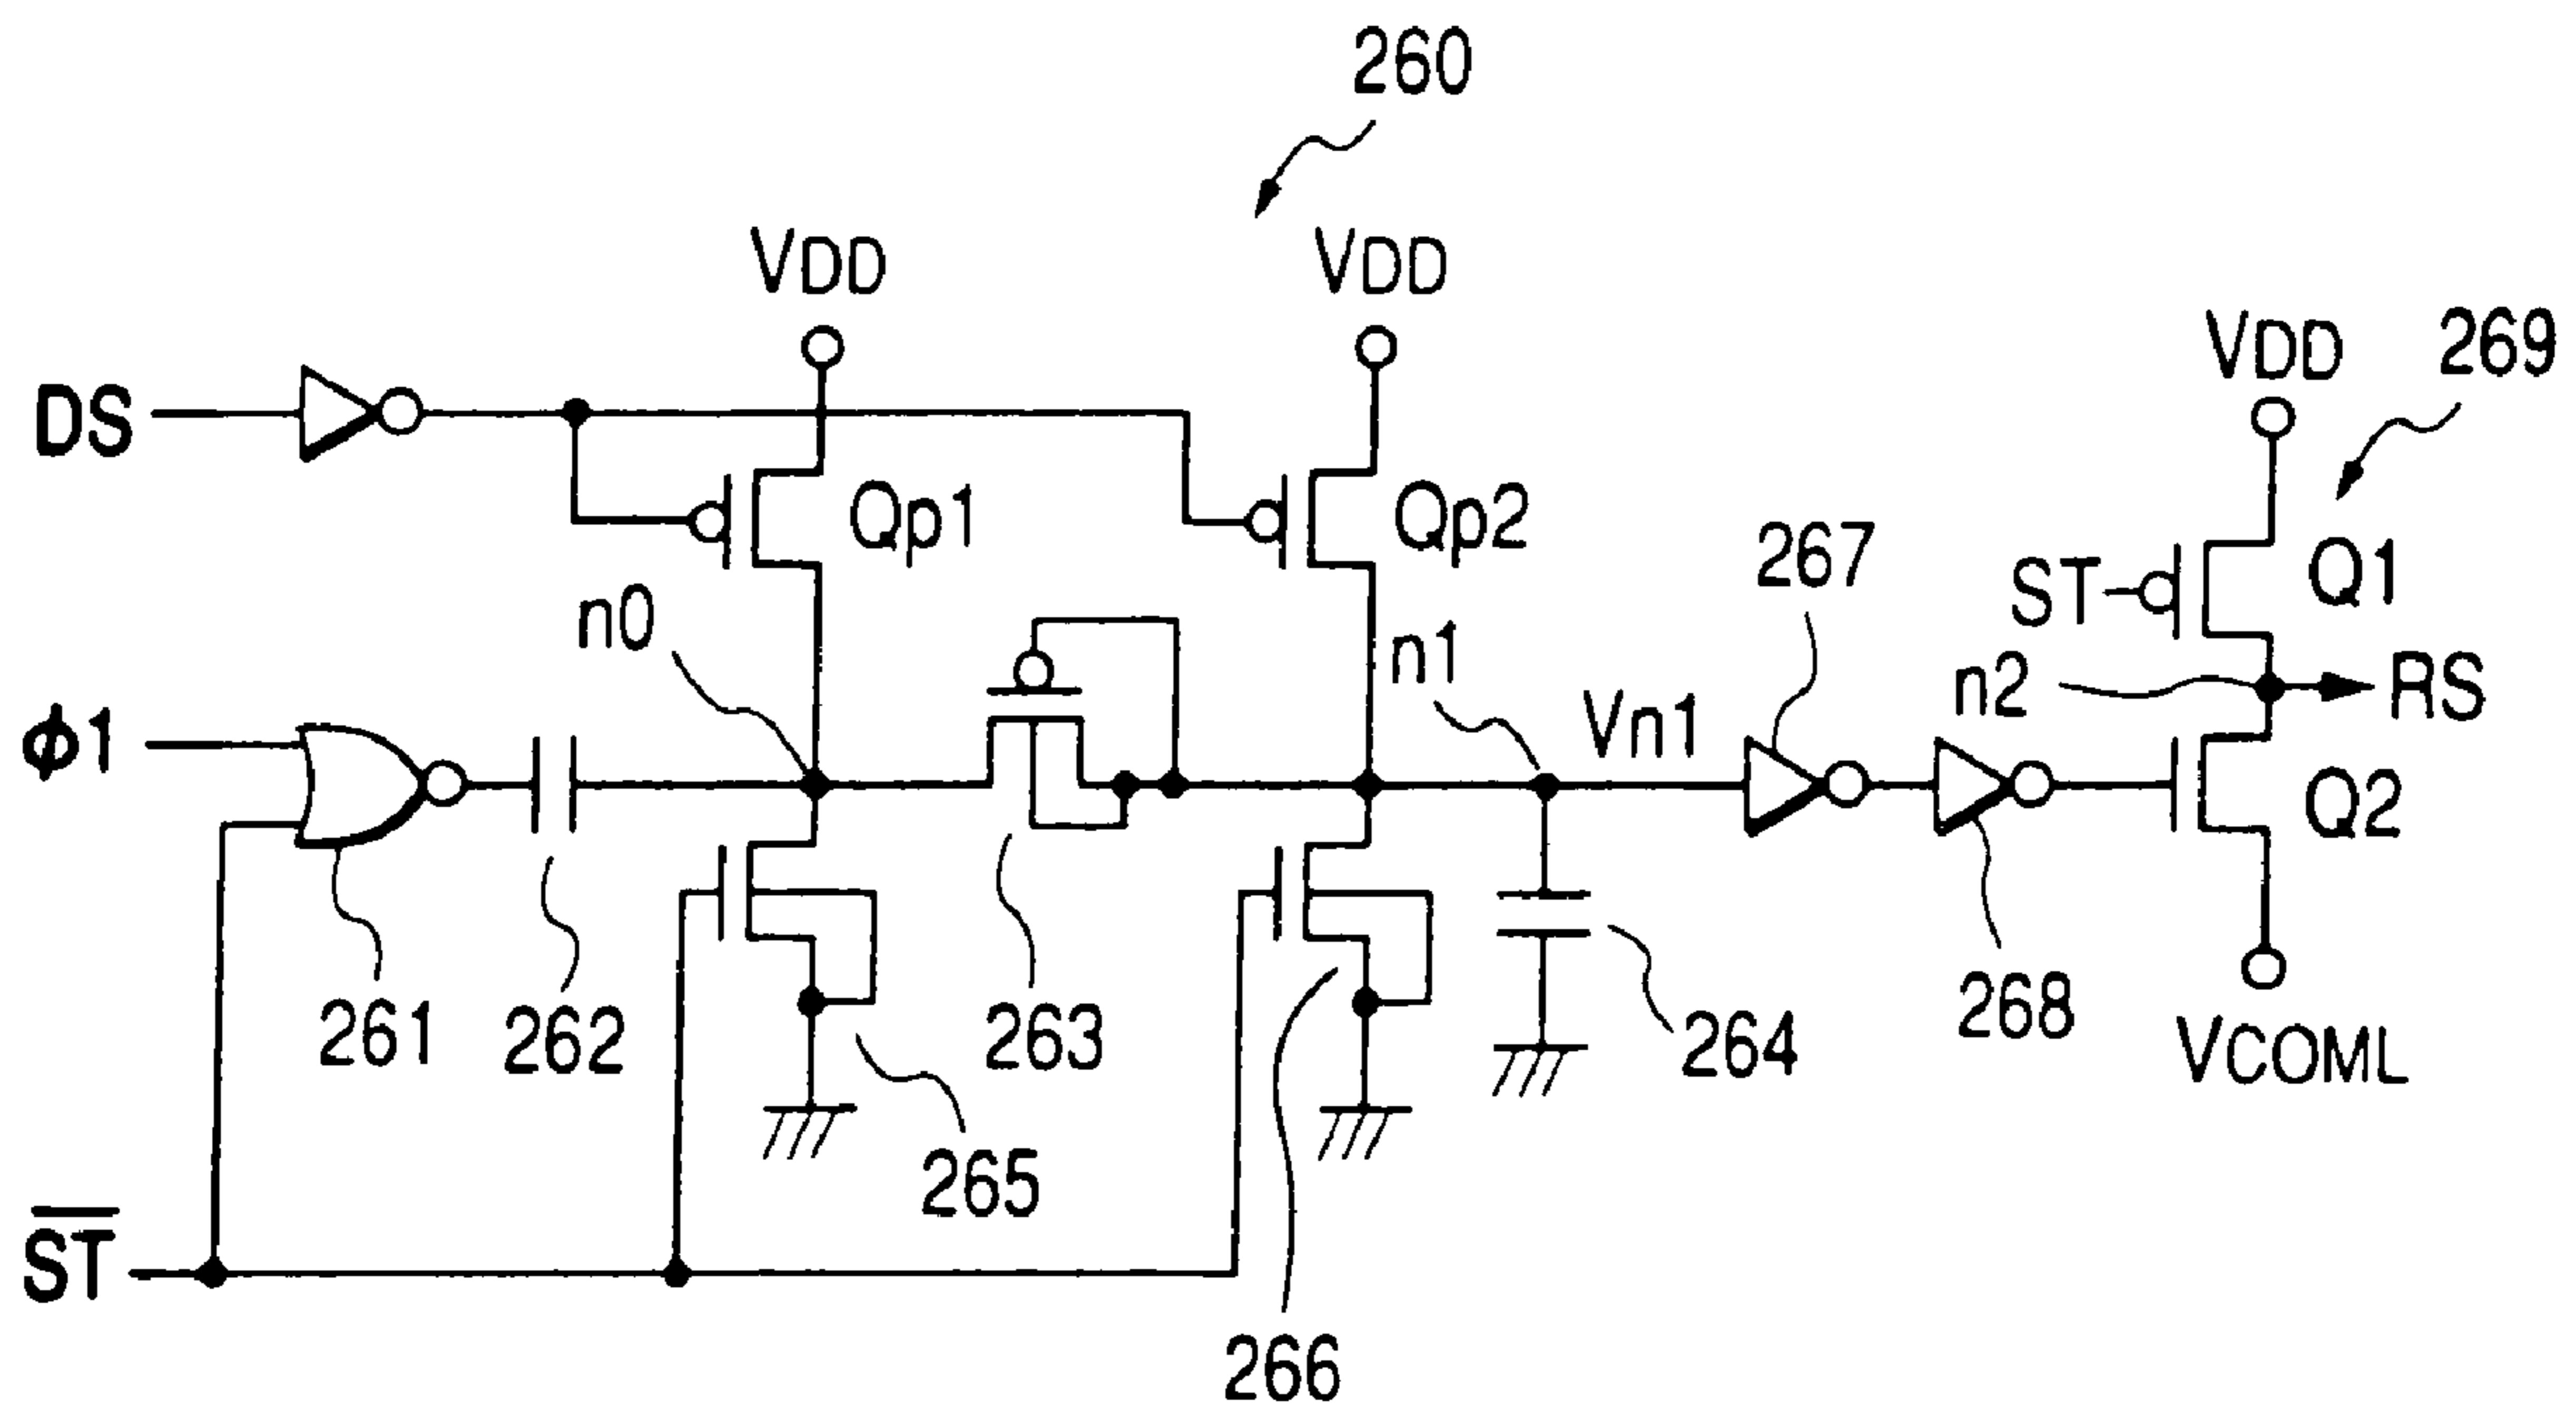 260
VDD
VDD
VDD
269
DS
Qp1
Qp2
267
ST
Q1
n0
n1
n2
RS
ϕ1
Vn1
Q2
261
262
263
264
268
VCOML
265
S̅T̅
266